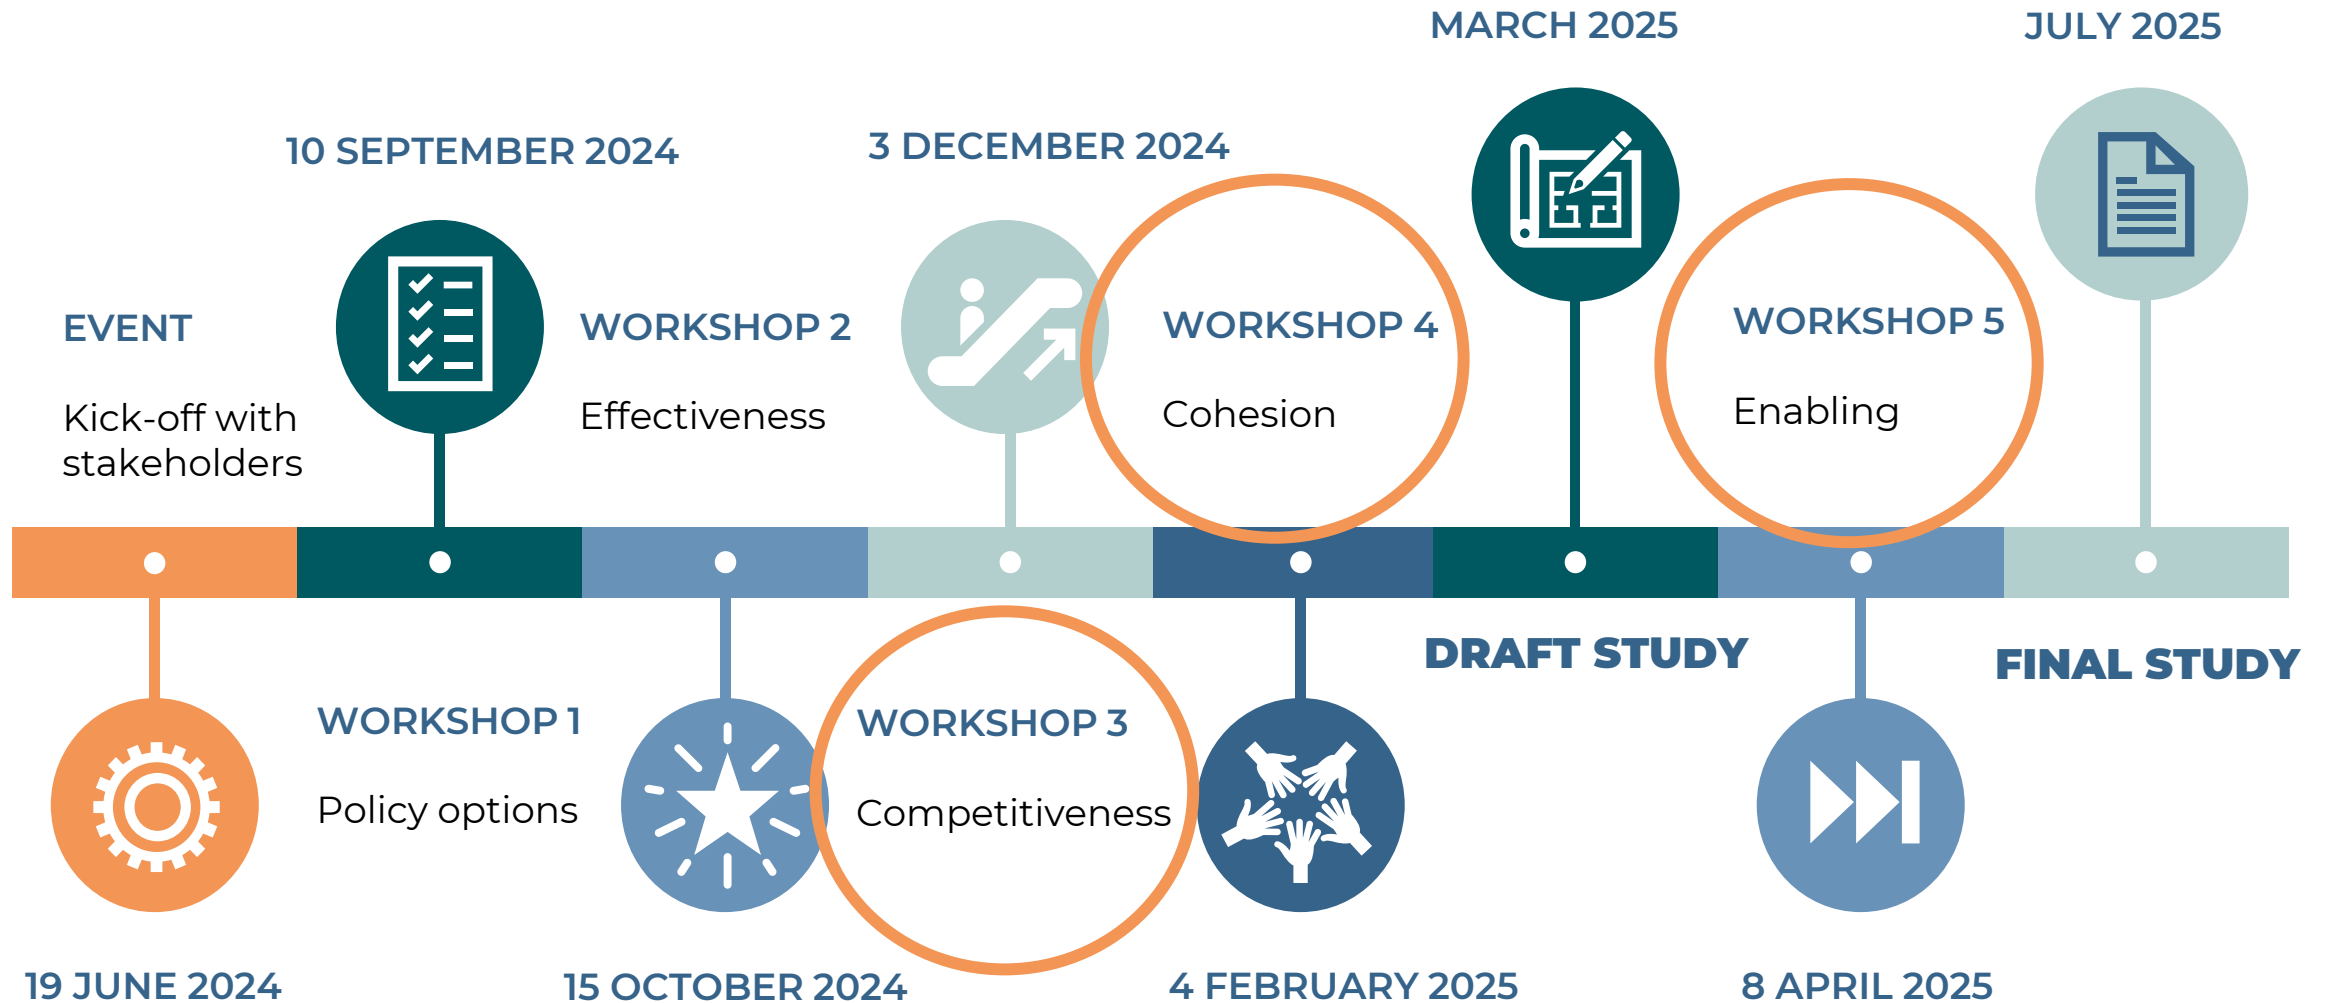 MARCH 2025
JULY 2025
10 SEPTEMBER 2024
3 DECEMBER 2024
EVENT
Kick-off with
stakeholders
WORKSHOP 2
Effectiveness
WORKSHOP 4
Cohesion
WORKSHOP 5
Enabling
WORKSHOP 1
Policy options
WORKSHOP 3
Competitiveness
DRAFT STUDY
FINAL STUDY
19 JUNE 2024
15 OCTOBER 2024
4 FEBRUARY 2025
8 APRIL 2025